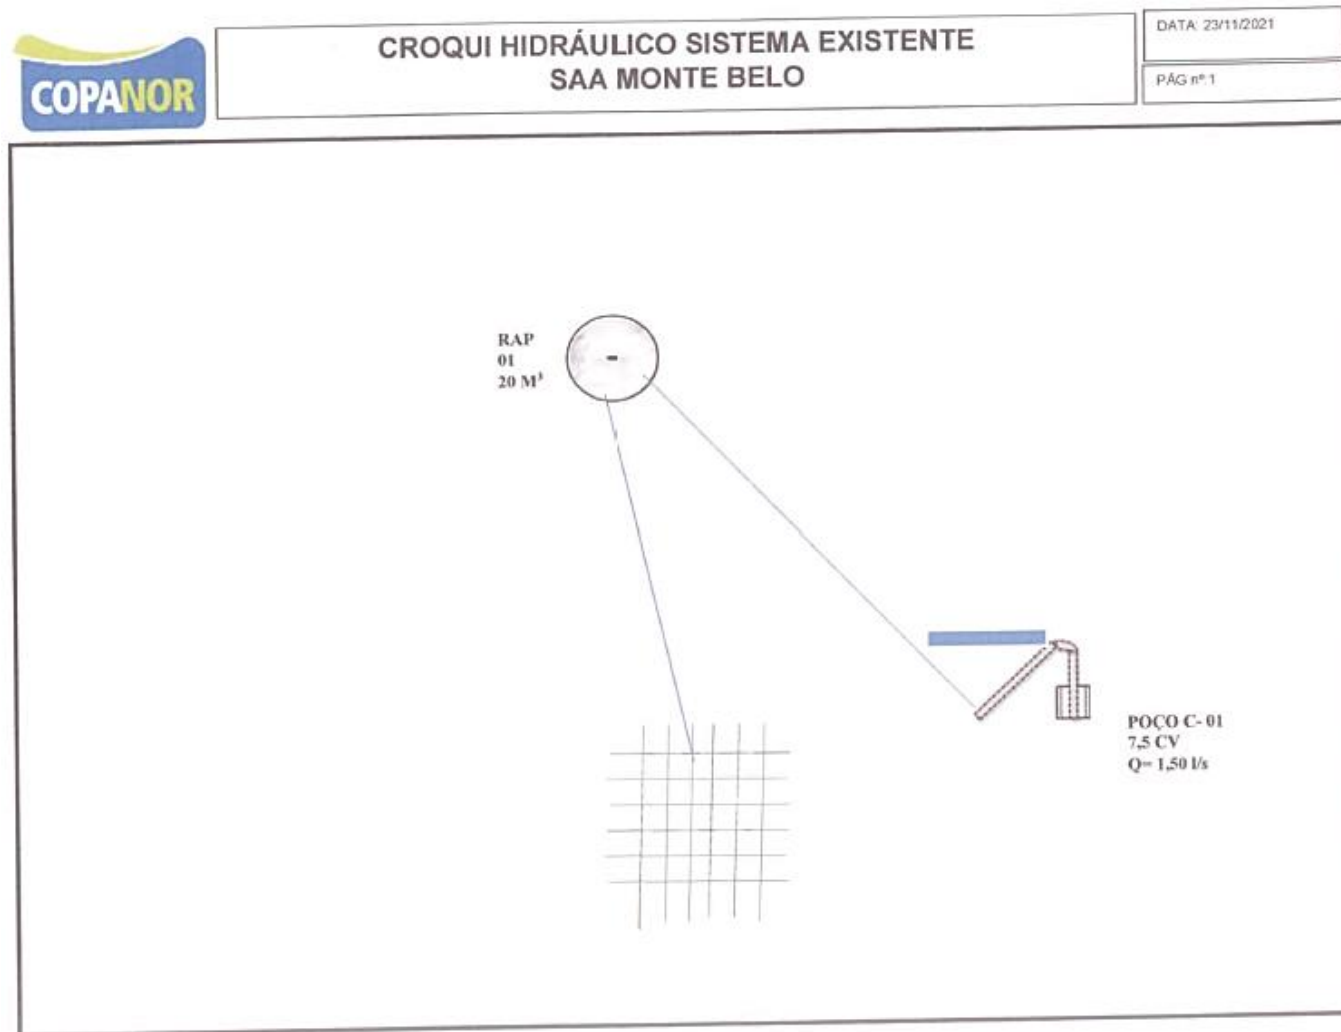 COPANOR
CROQUI HIDRÁULICO SISTEMA EXISTENTE
SAA MONTE BELO
DATA: 23/11/2021
PÁG nº:1
RAP
01
20 M³
POÇO C- 01
7,5 CV
Q= 1,50 l/s